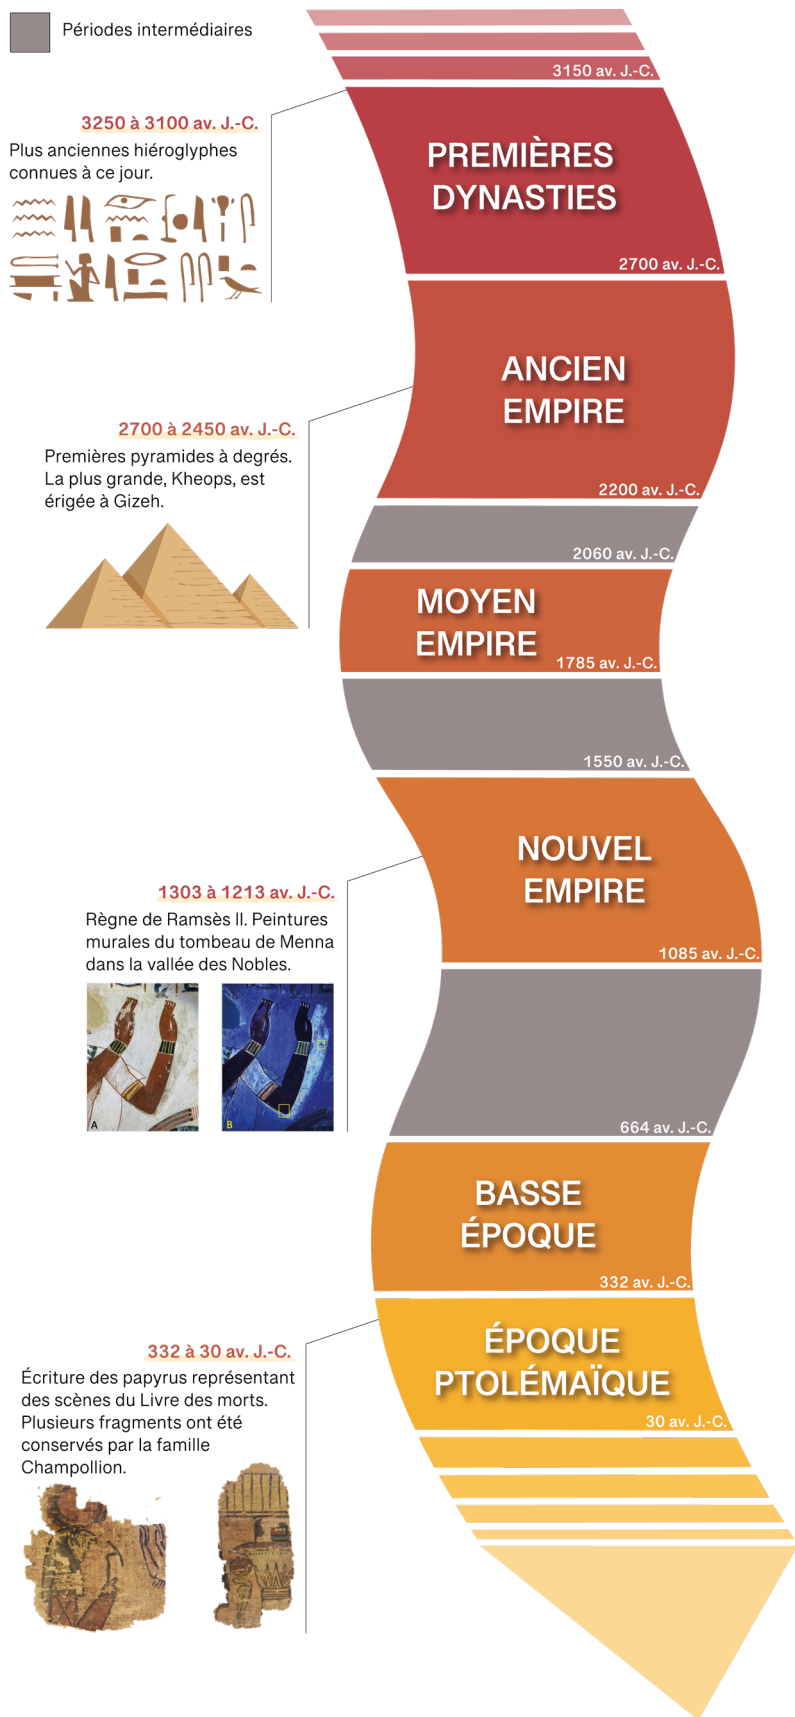 Périodes intermédiaires
3150 av. J.-C.
3250 à 3100 av. J.-C.
Plus anciennes hiéroglyphes
connues à ce jour.
PREMIÈRES
DYNASTIES
2700 av. J.-C.
ANCIEN
EMPIRE
2200 av. J.-C.
2700 à 2450 av. J.-C.
Premières pyramides à degrés.
La plus grande, Kheops, est
érigée à Gizeh.
2060 av. J.-C.
MOYEN
EMPIRE
1785 av. J.-C.
1550 av. J.-C.
NOUVEL
EMPIRE
1085 av. J.-C.
1303 à 1213 av. J.-C.
Règne de Ramsès II. Peintures
murales du tombeau de Menna
dans la vallée des Nobles.
A
B
664 av. J.-C.
BASSE
ÉPOQUE
332 av. J.-C.
ÉPOQUE
PTOLÉMAÏQUE
30 av. J.-C.
332 à 30 av. J.-C.
Écriture des papyrus représentant
des scènes du Livre des morts.
Plusieurs fragments ont été
conservés par la famille
Champollion.